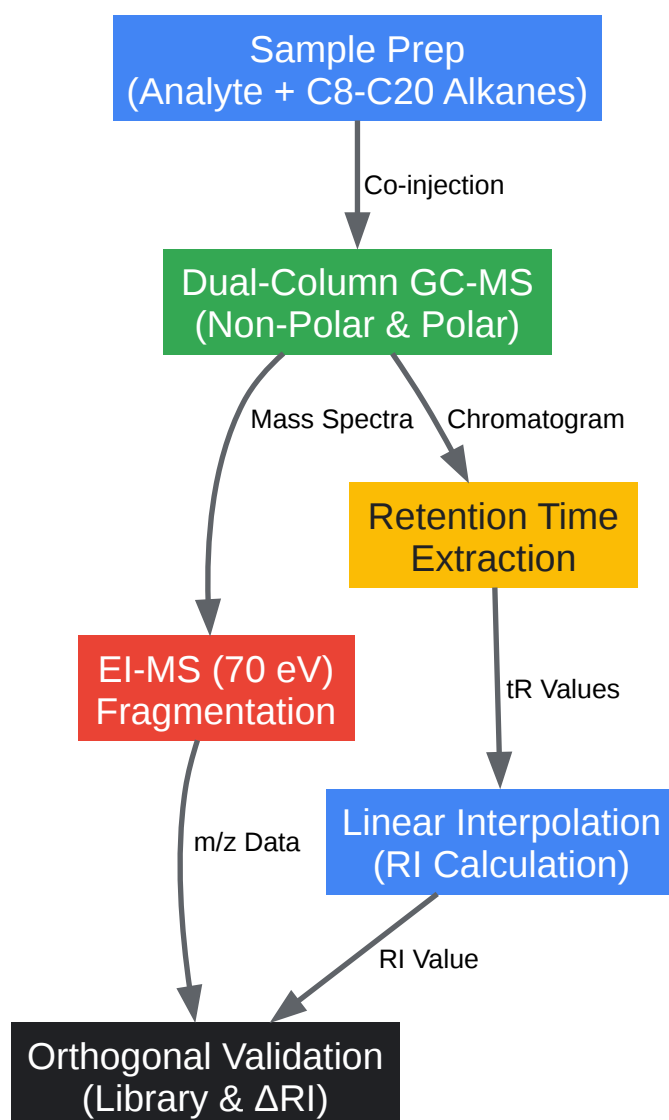 Sample Prep
(Analyte + C8-C20 Alkanes)
Co-injection
Dual-Column GC-MS
(Non-Polar & Polar)
Mass Spectra
Chromatogram
Retention Time
Extraction
EI-MS (70 eV)
Fragmentation
tR Values
Linear Interpolation
(RI Calculation)
m/z Data
RI Value
Orthogonal Validation
(Library & ΔRI)